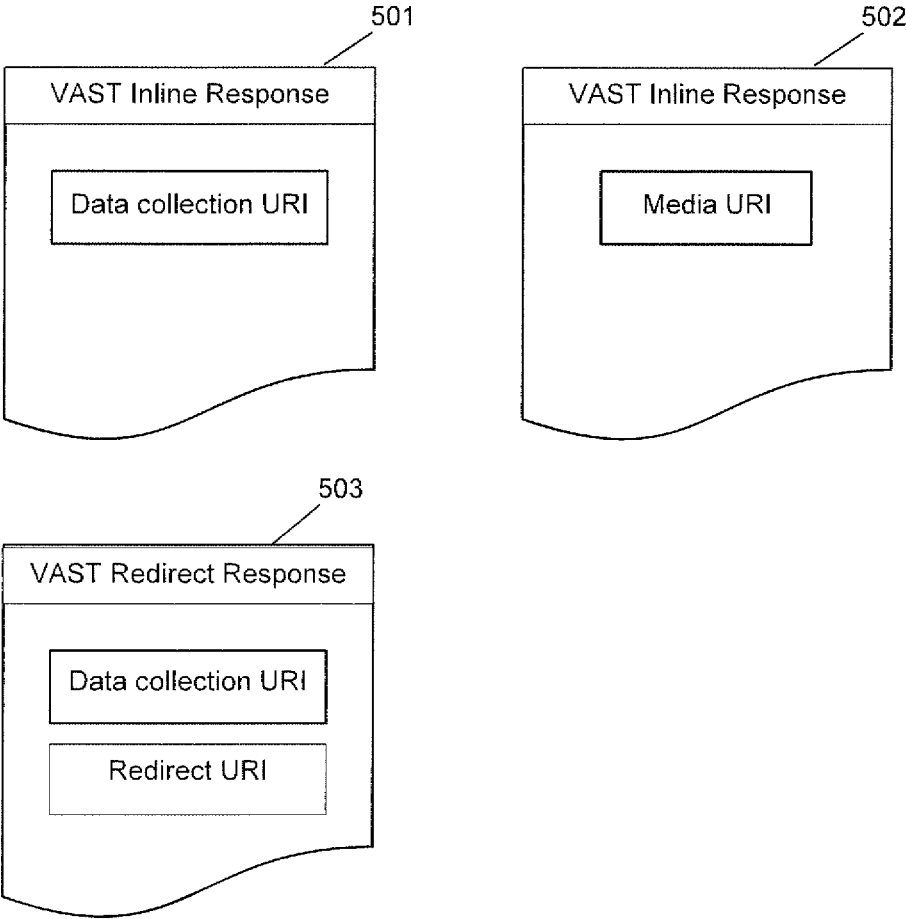 501
VAST Inline Response
Data collection URI
502
VAST Inline Response
Media URI
503
VAST Redirect Response
Data collection URI
Redirect URI